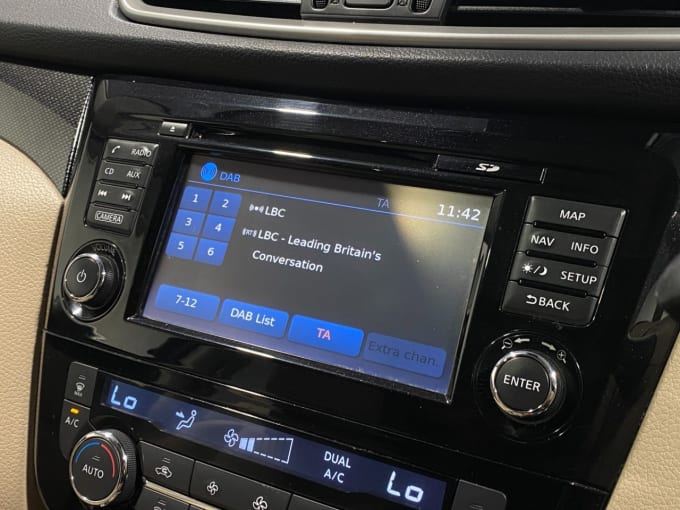 RADIO
CD AUX
CAMERA
VOLUME
DAB
TA 11:42
1 2
3 4
5 6
LBC
LBC - Leading Britain's
Conversation
7-12 DAB List TA Extra chan.
MAP
NAV INFO
SETUP
BACK
ENTER
A/C
AUTO
Lo
DUAL
A/C
Lo